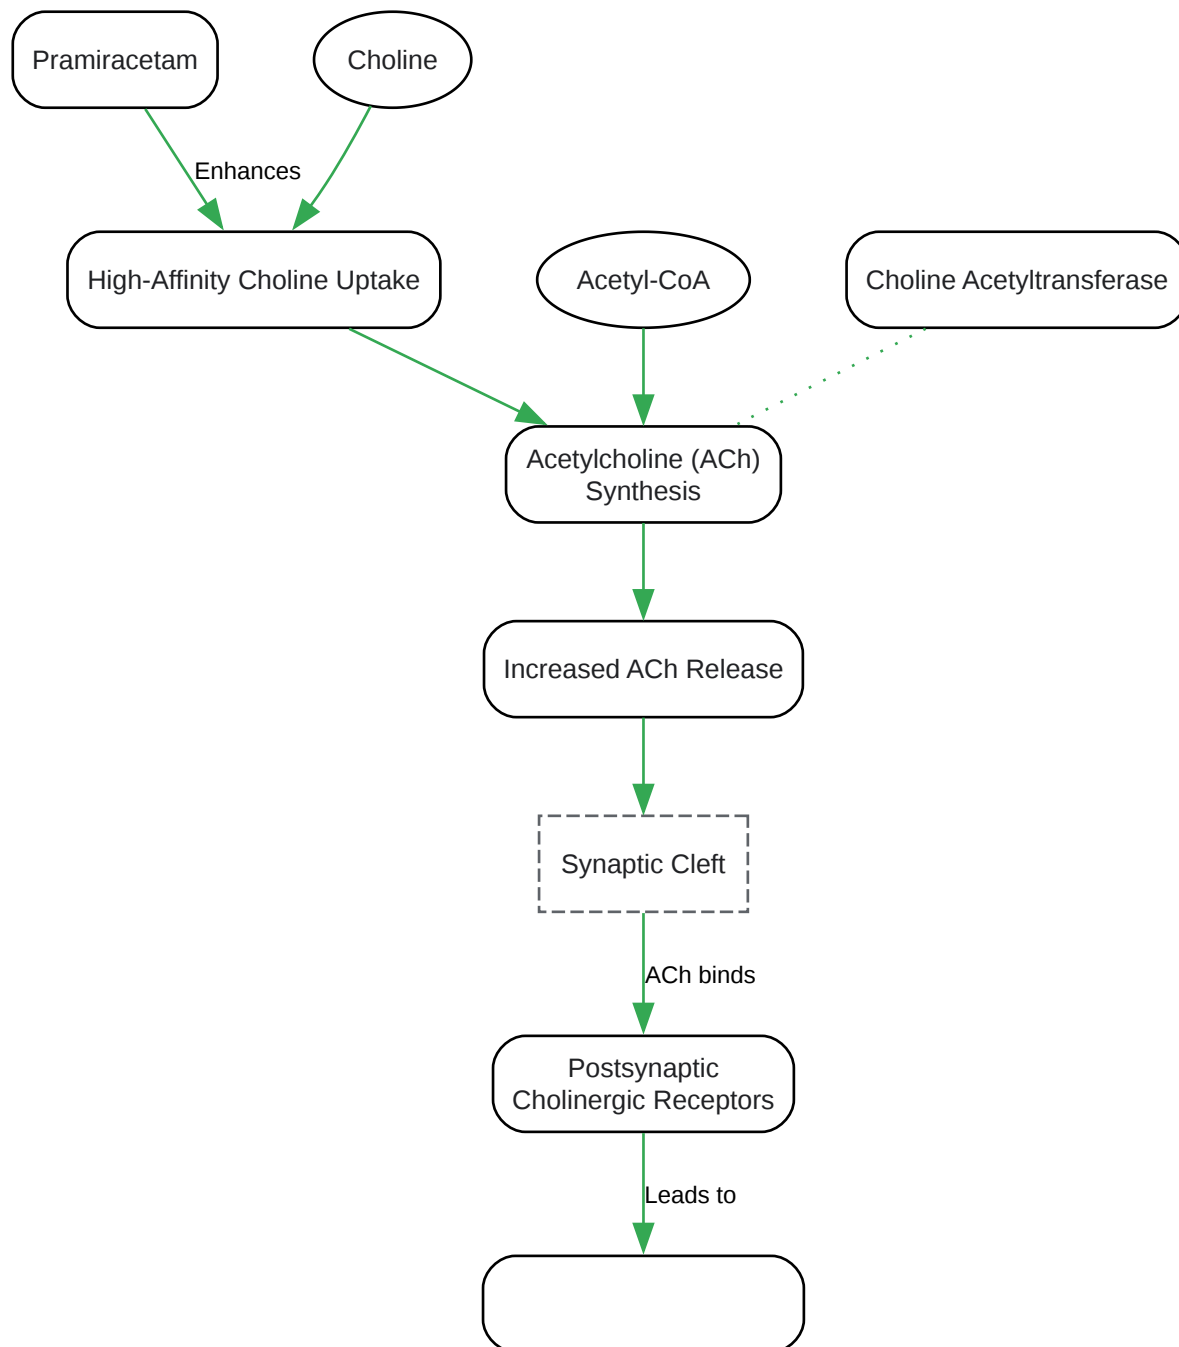 Pramiracetam
Choline
Enhances
High-Affinity Choline Uptake
Acetyl-CoA
Choline Acetyltransferase
Acetylcholine (ACh)
Synthesis
Increased ACh Release
Synaptic Cleft
ACh binds
Postsynaptic
Cholinergic Receptors
Leads to